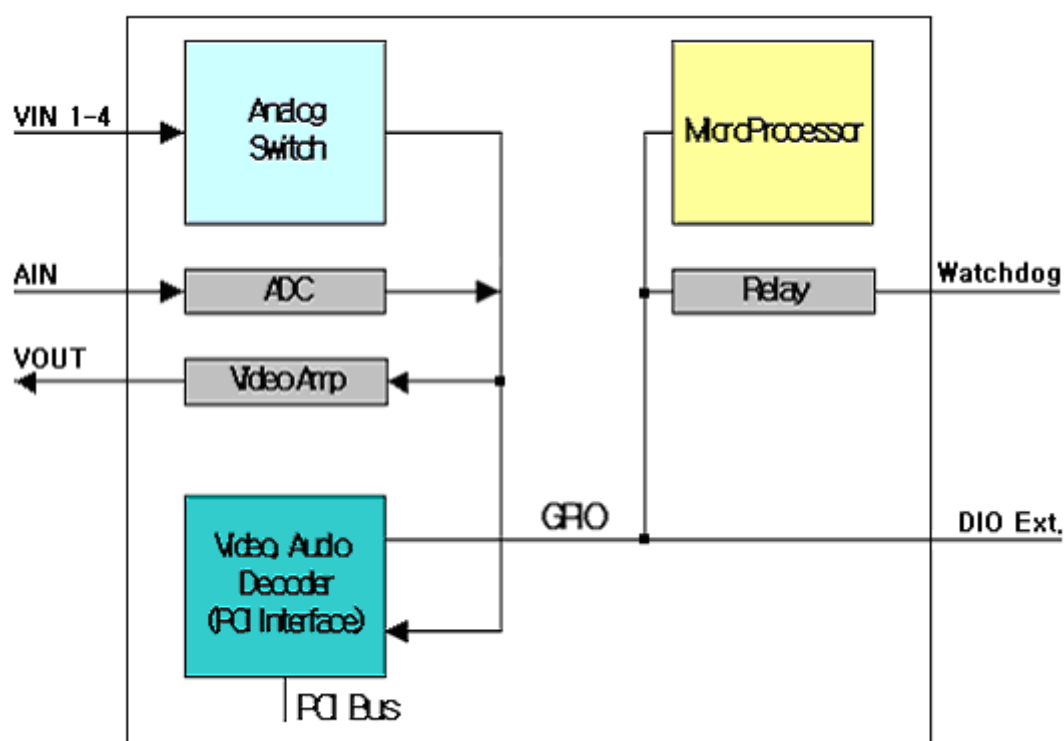 VIN 1-4
Analog
Switch
MicroProcessor
AIN
ADC
Relay
Watchdog
VOUT
Video Amp
GPIO
DIO Ext.
Video, Audio
Decoder
(PCI Interface)
PCI Bus